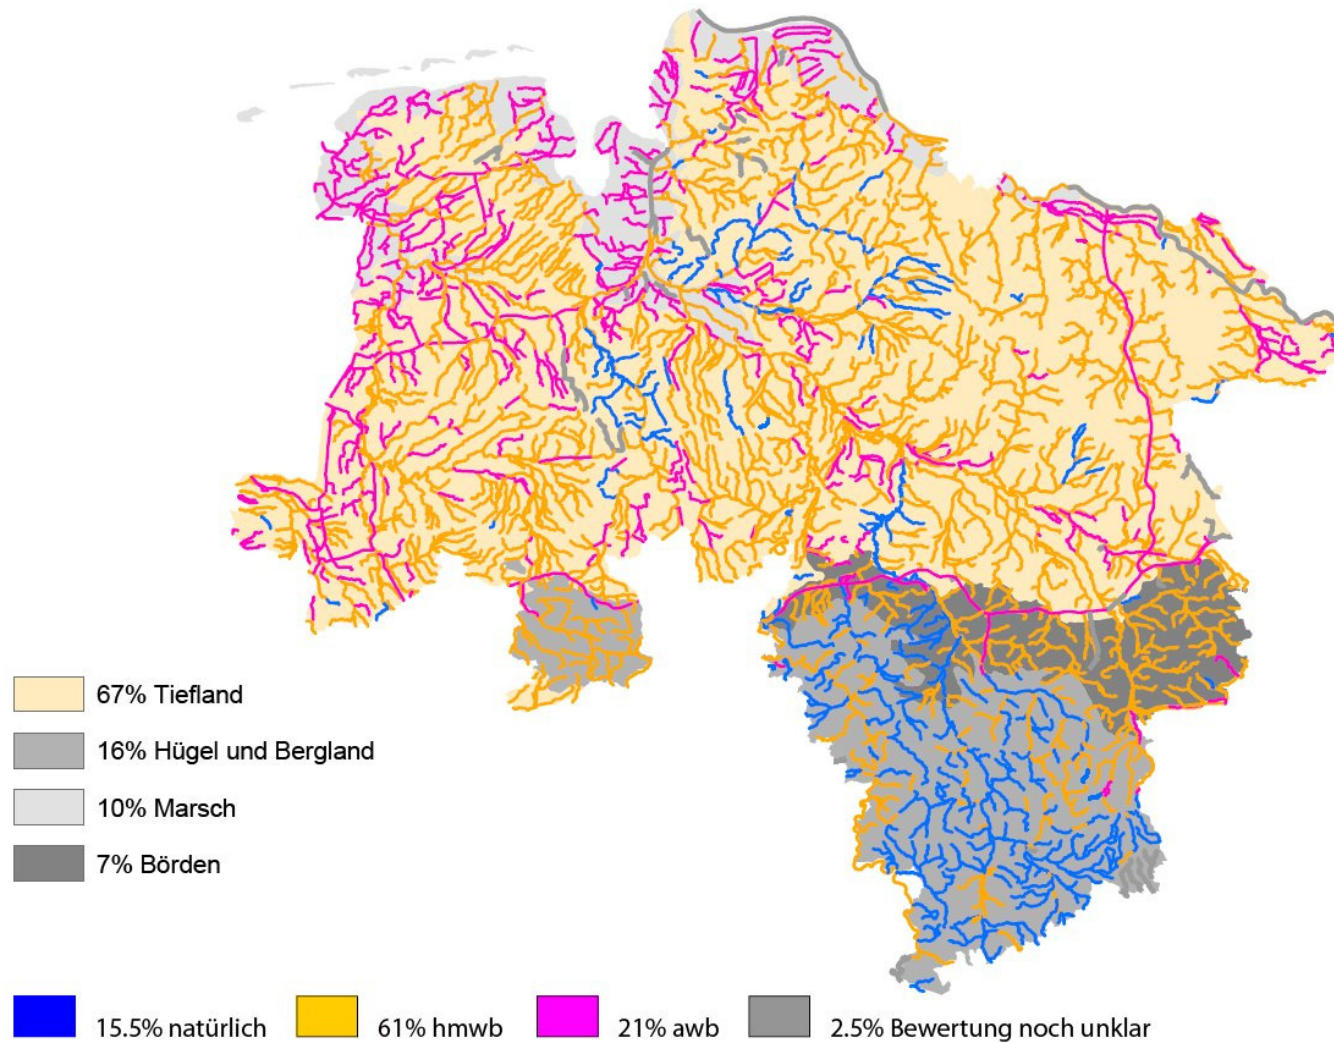 67% Tiefland
16% Hügel und Bergland
10% Marsch
7% Börden
15.5% natürlich
61% hmwb
21% awb
2.5% Bewertung noch unklar